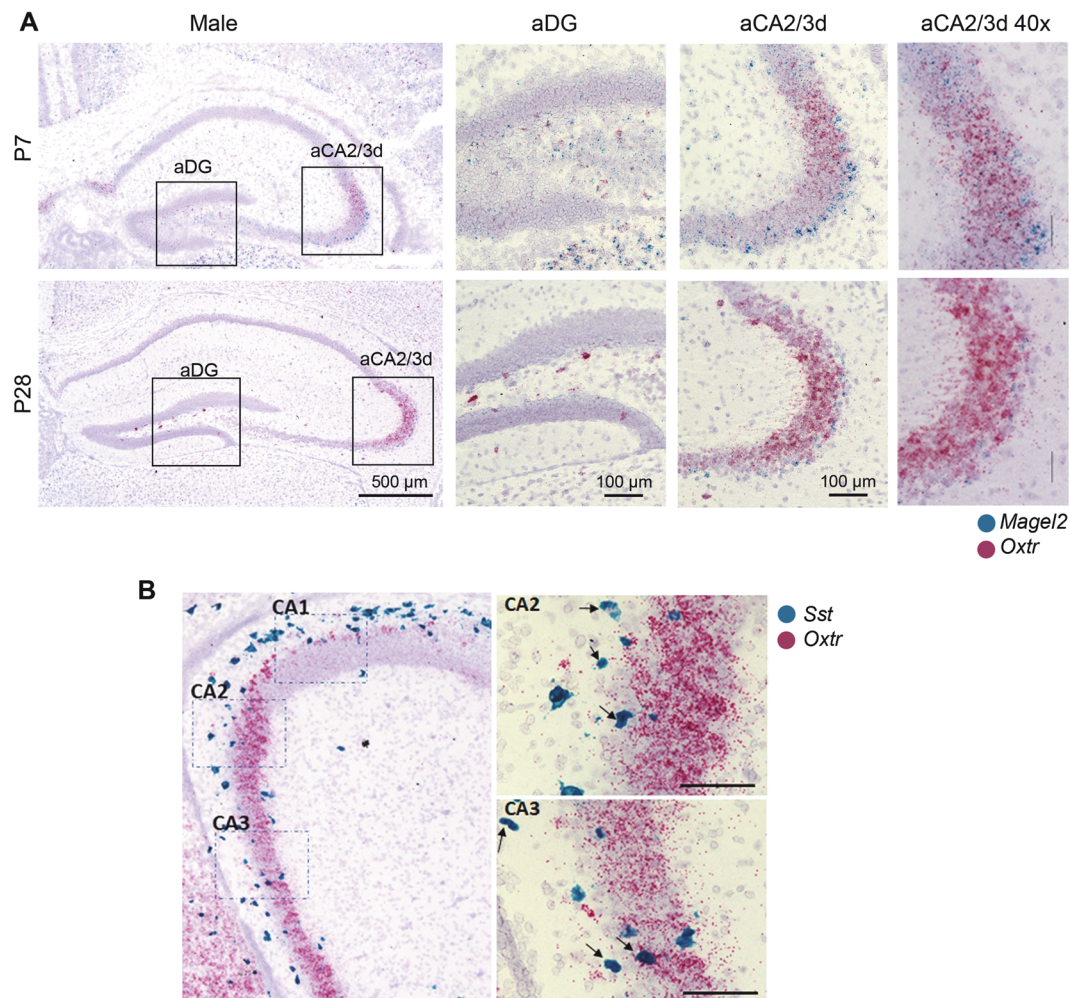 A
Male
aDG
aCA2/3d
aCA2/3d 40x
P7
aDG
aCA2/3d
P28
aDG
aCA2/3d
500 µm
100 µm
100 µm
Magel2
Oxtr
B
CA1
CA2
CA3
CA2
CA3
Sst
Oxtr